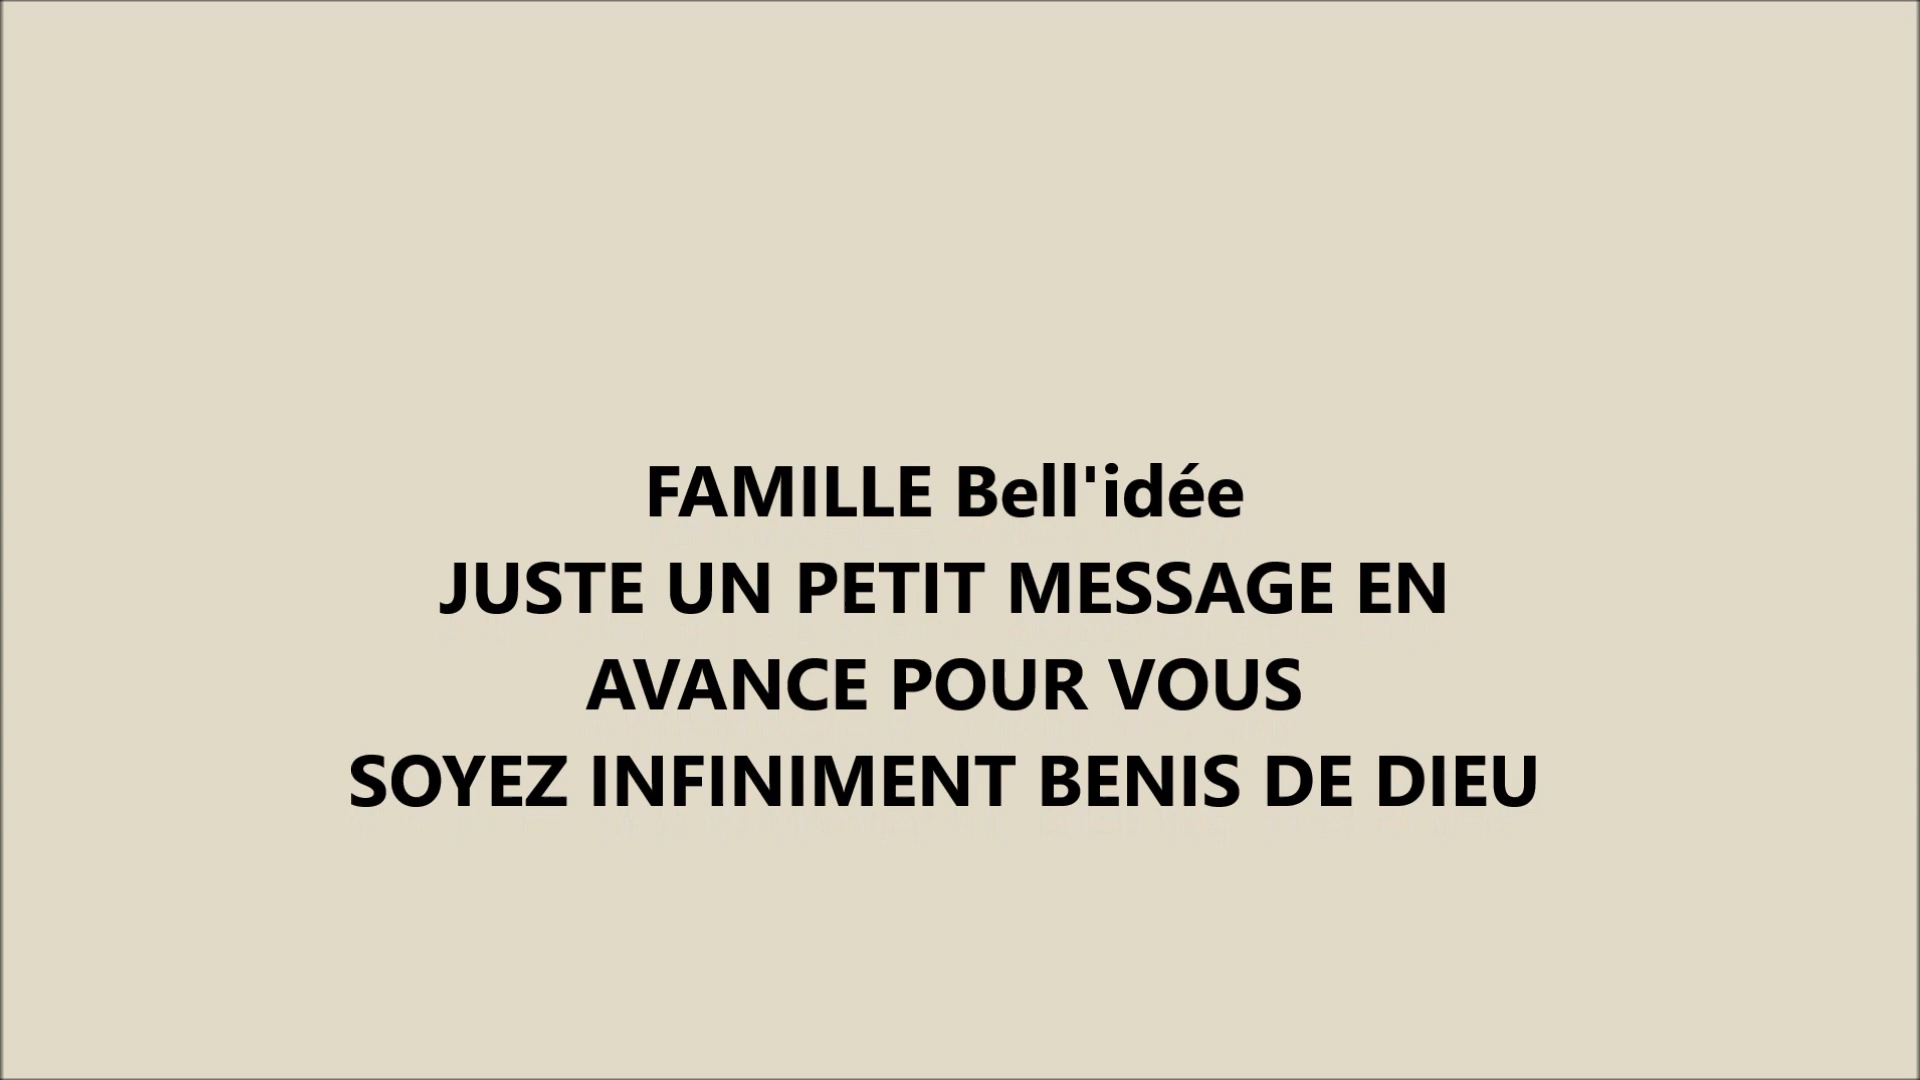 FAMILLE Bell'idée
JUSTE UN PETIT MESSAGE EN
AVANCE POUR VOUS
SOYEZ INFINIMENT BENIS DE DIEU